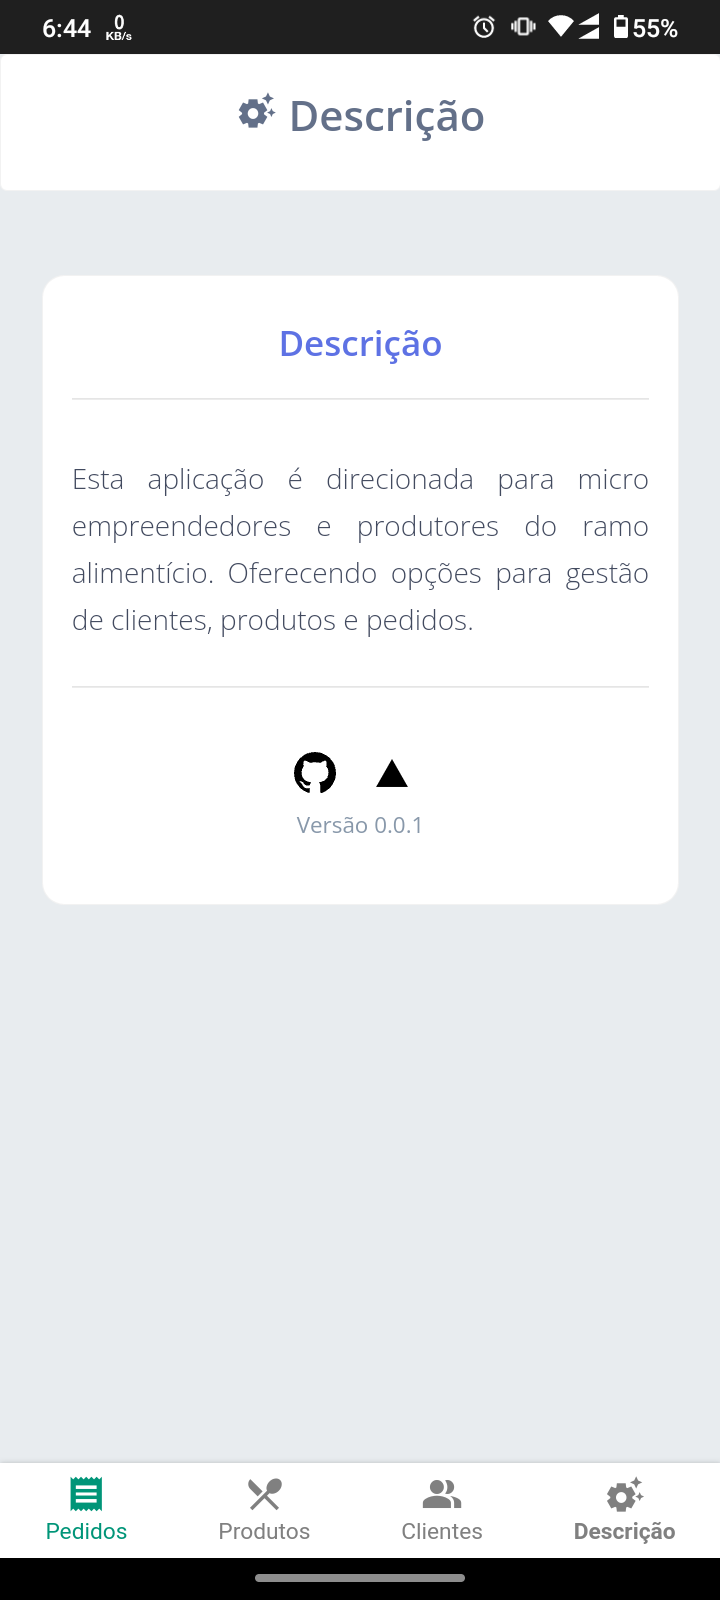 6:44 0 KB/s 55%
Descrição
Descrição
Esta aplicação é direcionada para micro
empreendedores e produtores do ramo
alimentício. Oferecendo opções para gestão
de clientes, produtos e pedidos.
Versão 0.0.1
Pedidos Produtos Clientes Descrição